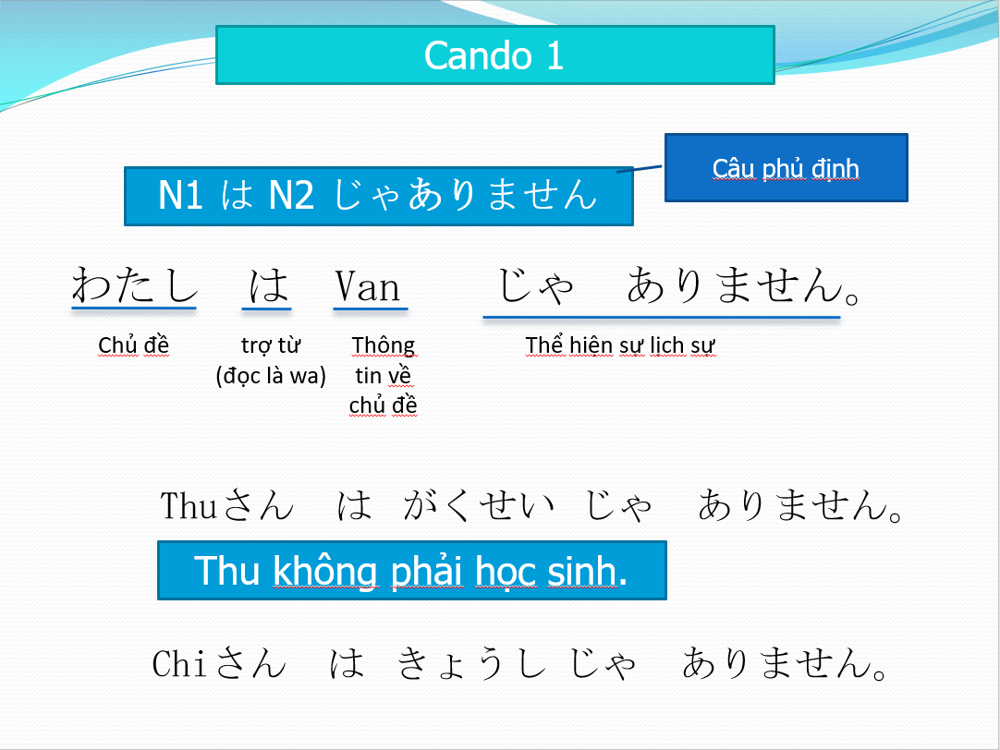 Cando 1
Câu phủ định
N1 は N2 じゃありません
わたし は Van じゃ ありません。
Chủ đề trợ từ Thông Thể hiện sự lịch sự
(đọc là wa) tin về
chủ đề
Thuさん は がくせい じゃ ありません。
Thu không phải học sinh.
Chiさん は きょうし じゃ ありません。